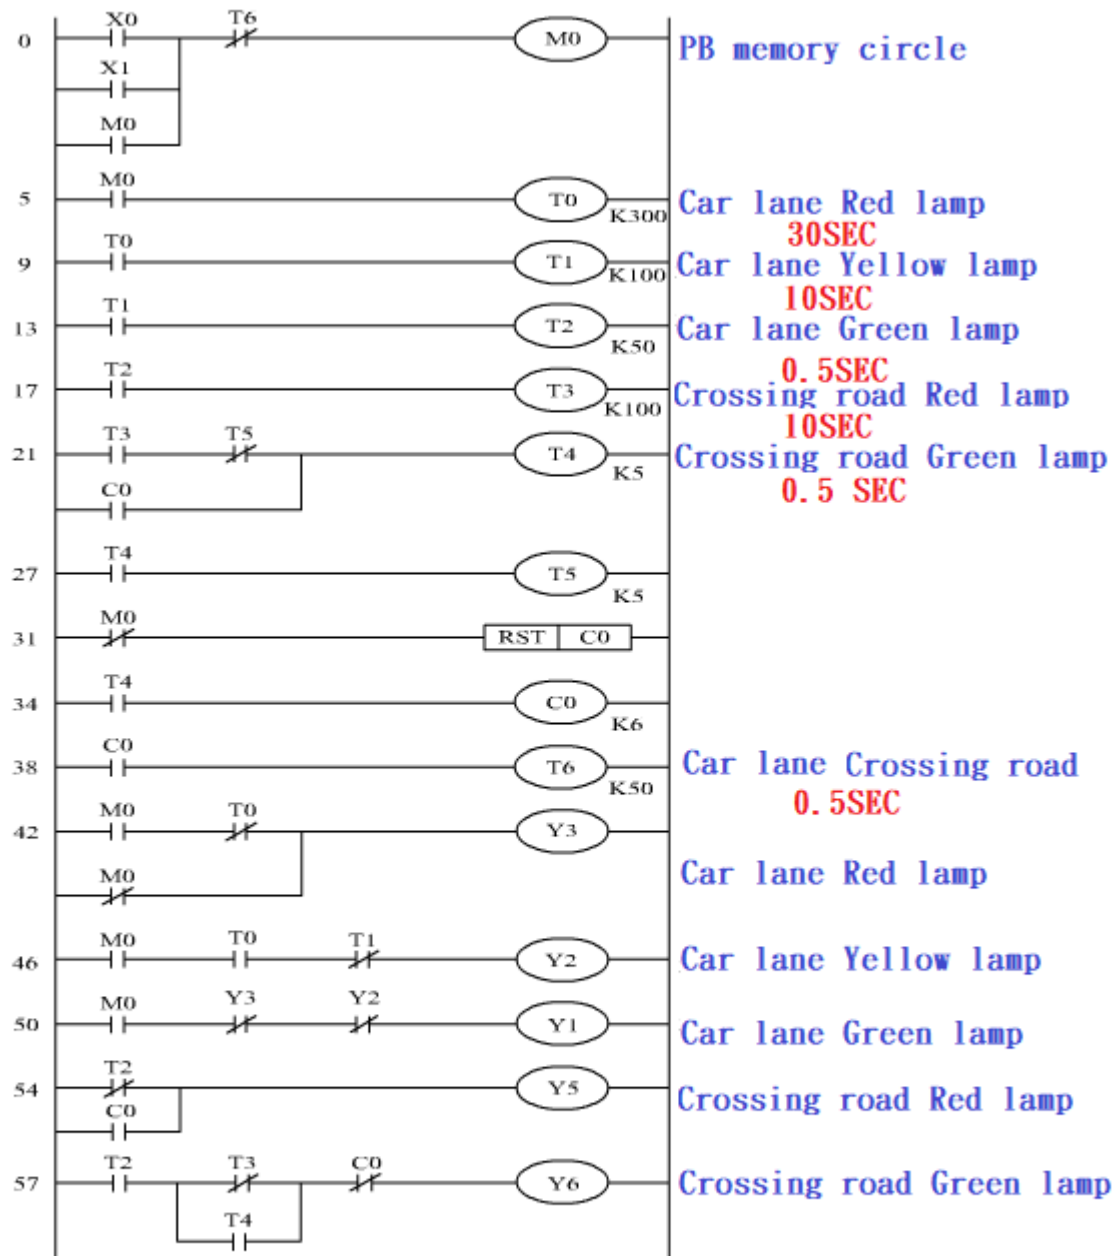 X0 T6
0 M0 PB memory circle
X1
M0
M0
5 T0 K300 Car lane Red lamp
30SEC
T0
9 T1 K100 Car lane Yellow lamp
10SEC
T1
13 T2 K50 Car lane Green lamp
0.5SEC
T2
17 T3 K100 Crossing road Red lamp
10SEC
T3 T5
21 T4 K5 Crossing road Green lamp
0.5 SEC
C0
T4
27 T5 K5
M0
31 RST C0
T4
34 C0 K6
C0
38 T6 K50 Car lane Crossing road
0.5SEC
M0 T0
42 Y3
M0
Car lane Red lamp
M0 T0 T1
46 Y2 Car lane Yellow lamp
M0 Y3 Y2
50 Y1 Car lane Green lamp
T2
54 Y5 Crossing road Red lamp
C0
T2 T3 C0
57 Y6 Crossing road Green lamp
T4